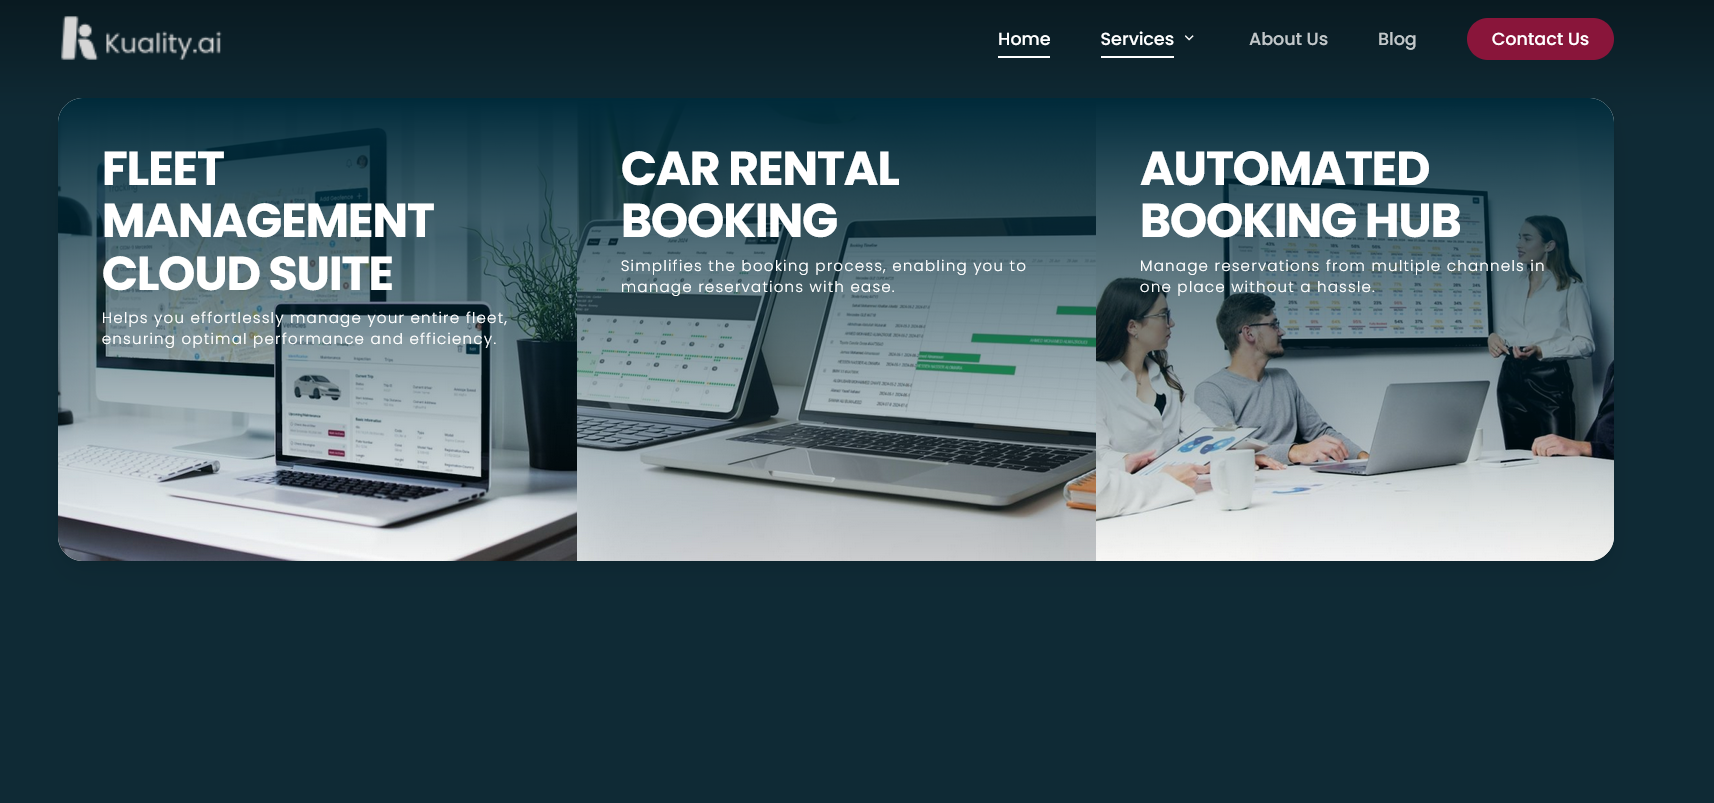 Kuality.ai
Home
Services
About Us
Blog
Contact Us
FLEET
MANAGEMENT
CLOUD SUITE
Helps you effortlessly manage your entire fleet,
ensuring optimal performance and efficiency.
CAR RENTAL
BOOKING
Simplifies the booking process, enabling you to
manage reservations with ease.
AUTOMATED
BOOKING HUB
Manage reservations from multiple channels in
one place without a hassle.